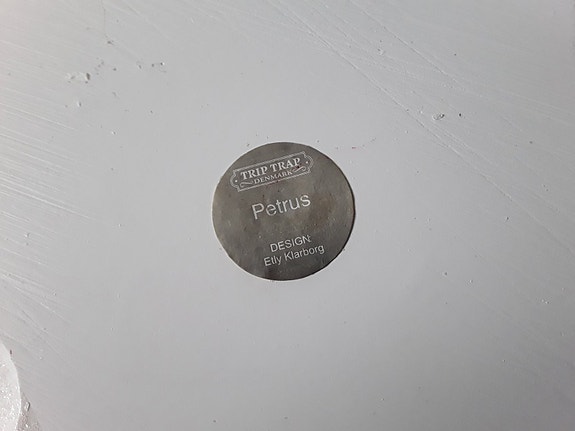 TRIP TRAP
DENMARK
Petrus
DESIGN:
Etly Klarborg